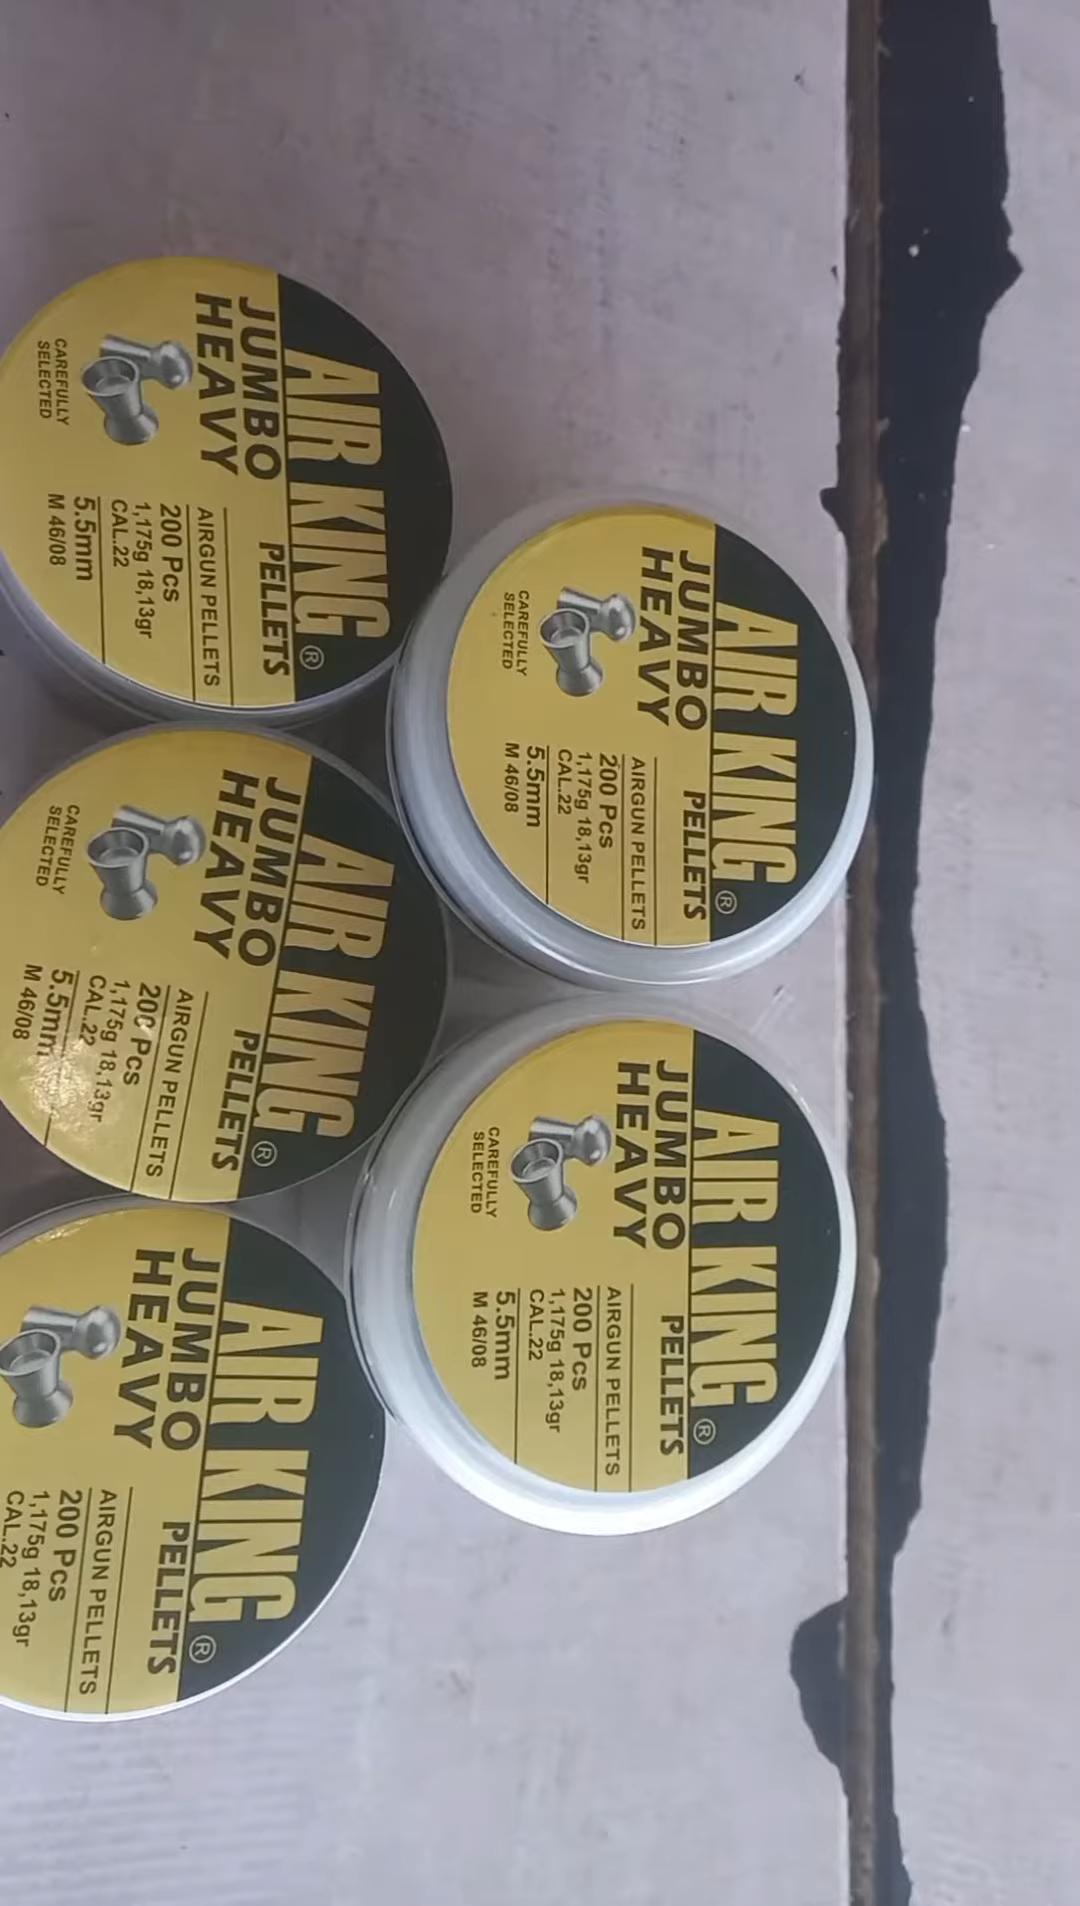 AIR KING®
JUMBO PELLETS
HEAVY
AIRGUN PELLETS
200 Pcs
1,175g 18,13gr
CAL.22
5.5mm
M 46/08
CAREFULLY
SELECTED
AIR KING®
JUMBO PELLETS
HEAVY
AIRGUN PELLETS
200 Pcs
1,175g 18,13gr
CAL.22
5.5mm
M 46/08
CAREFULLY
SELECTED
AIR KING®
JUMBO PELLETS
HEAVY
AIRGUN PELLETS
200 Pcs
1,175g 18,13gr
CAL.22
5.5mm
M 46/08
CAREFULLY
SELECTED
AIR KING®
JUMBO PELLETS
HEAVY
AIRGUN PELLETS
200 Pcs
1,175g 18,13gr
CAL.22
5.5mm
M 46/08
CAREFULLY
SELECTED
AIR KING®
JUMBO PELLETS
HEAVY
AIRGUN PELLETS
200 Pcs
1,175g 18,13gr
CAL.22